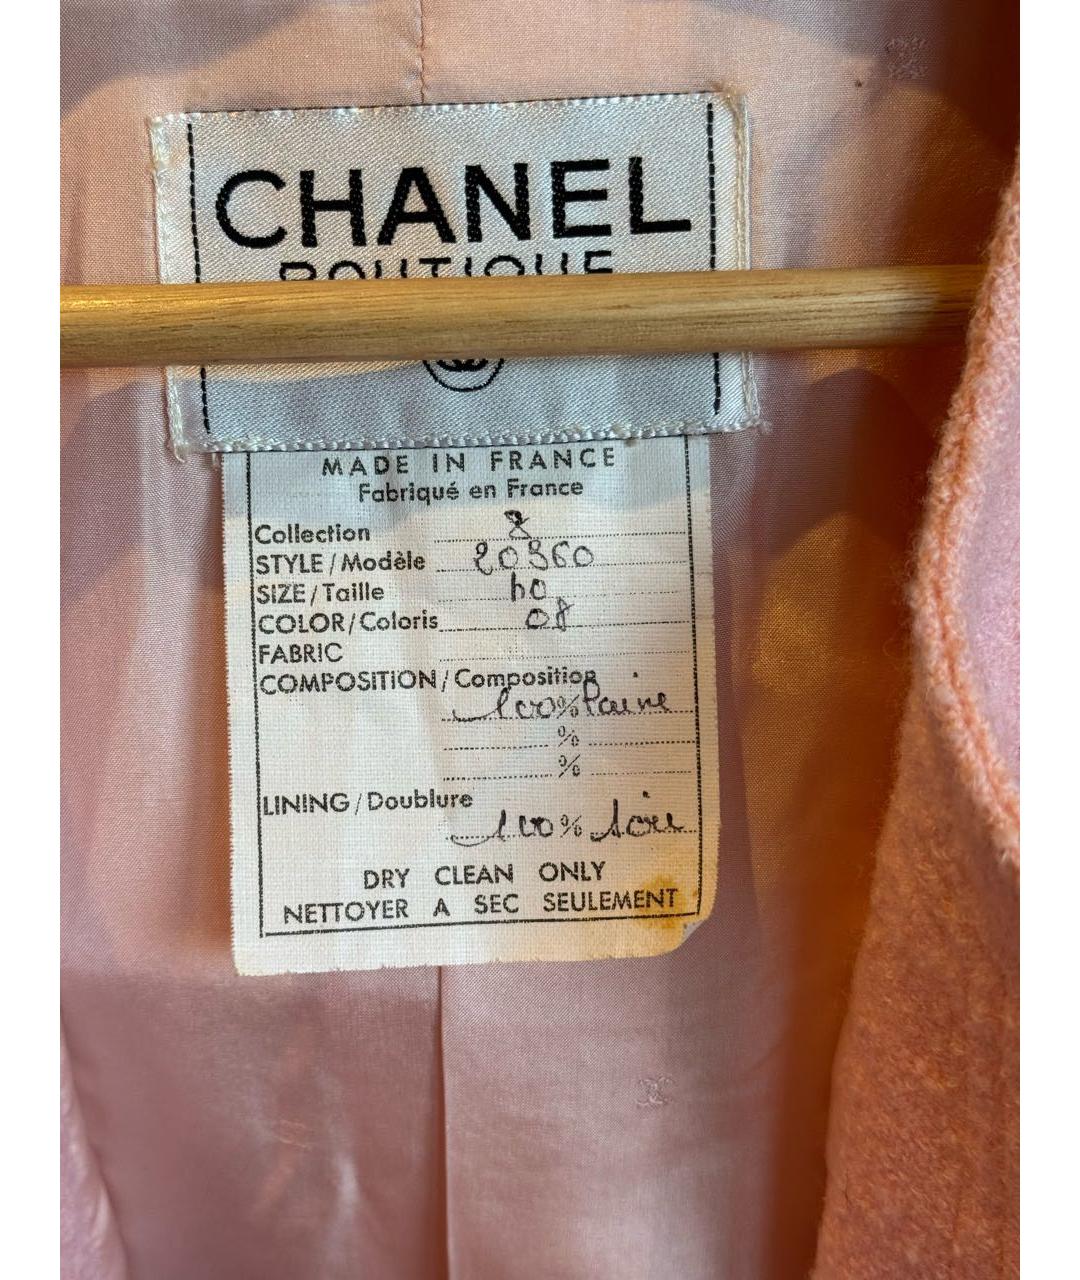 CHANEL
BOUTIQUE
MADE IN FRANCE
Fabriqué en France
Collection
STYLE / Modèle 20360
SIZE / Taille 40
COLOR / Coloris 08
FABRIC
COMPOSITION / Composition
100% Laine
%
%
LINING / Doublure
100% soie
DRY CLEAN ONLY
NETTOYER A SEC SEULEMENT